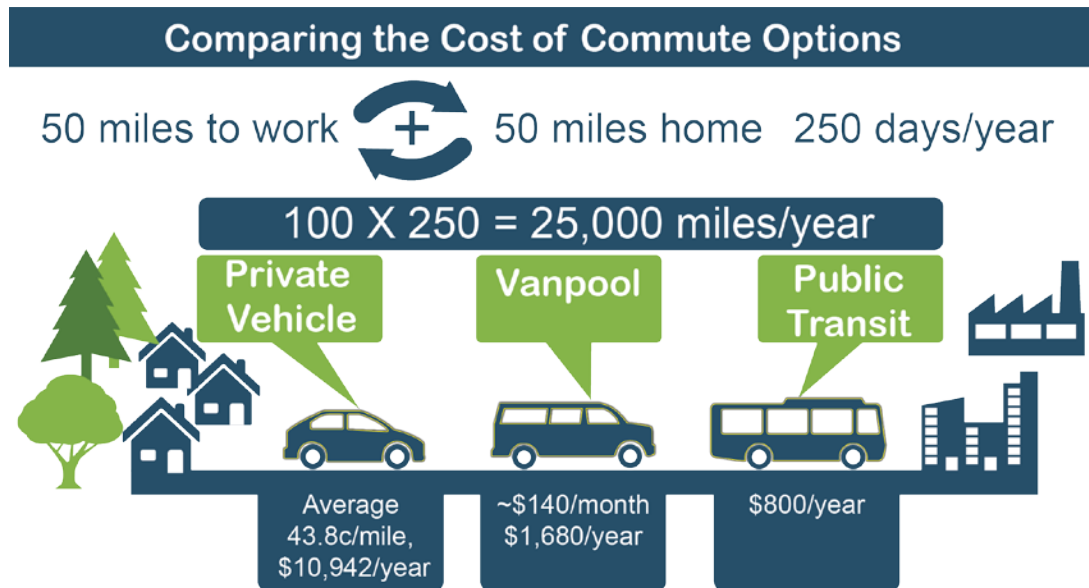 Comparing the Cost of Commute Options
50 miles to work + 50 miles home 250 days/year
100 X 250 = 25,000 miles/year
Private
Vehicle
Vanpool
Public
Transit
Average
43.8c/mile,
$10,942/year
~$140/month
$1,680/year
$800/year